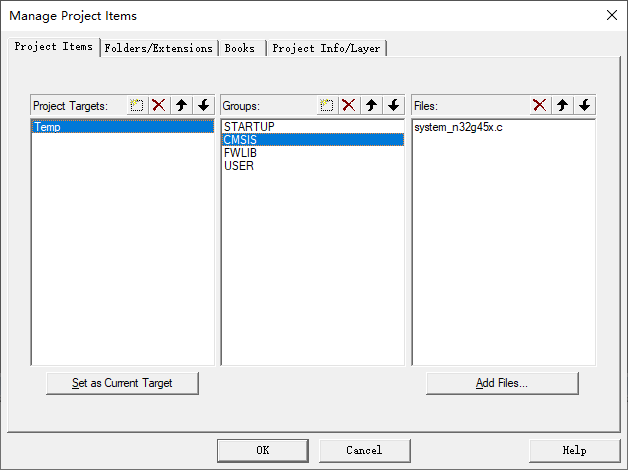 Manage Project Items
Project Items Folders/Extensions Books Project Info/Layer
Project Targets: Groups: Files:
Temp
STARTUP
CMSIS
FWLIB
USER
system_n32g45x.c
Set as Current Target
Add Files...
OK Cancel Help